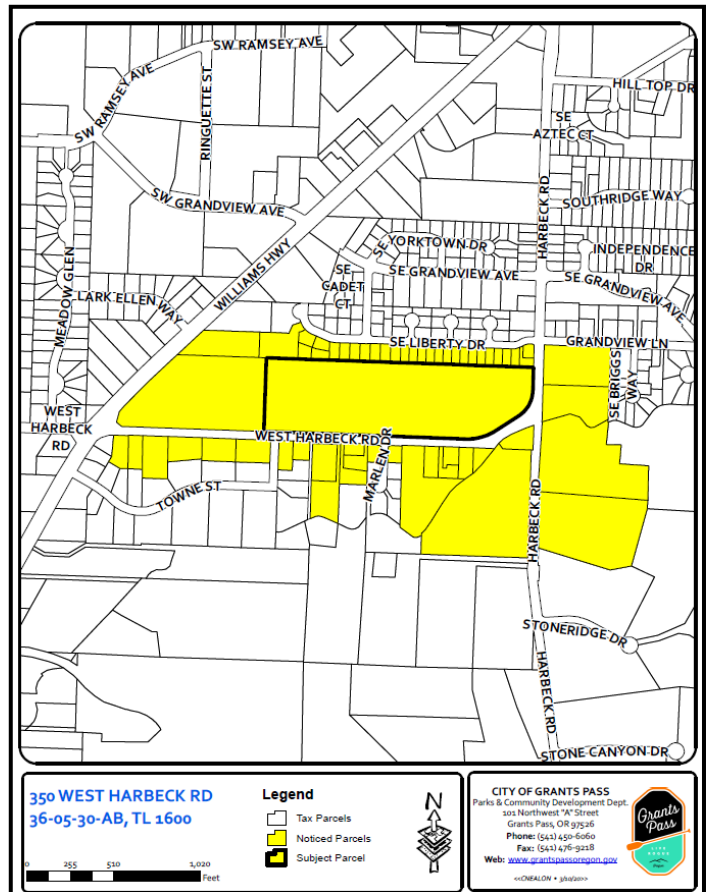 SW RAMSEY AVE
SW RAMSEY AVE
RINGUETTE ST
HILL TOP DR
SE
AZTEC CT
HARBECK RD
SOUTHRIDGE WAY
SW GRANDVIEW AVE
SE YORKTOWN DR
INDEPENDENCE
DR
WILLIAMS HWY
SE
CADET
CT
SE GRANDVIEW AVE
SE GRANDVIEW AVE
MEADOW GLEN
LARK ELLEN WAY
SE LIBERTY DR
GRANDVIEW LN
SE BRIGGS
WAY
WEST
HARBECK
RD
WEST HARBECK RD
MARLEN DR
TOWNE ST
HARBECK RD
STONERIDGE DR
HARBECK RD
STONE CANYON DR
350 WEST HARBECK RD
36-05-30-AB, TL 1600
0 255 510 1,020
Feet
Legend
Tax Parcels
Noticed Parcels
Subject Parcel
N
CITY OF GRANTS PASS
Parks & Community Development Dept.
101 Northwest "A" Street
Grants Pass, OR 97526
Phone: (541) 450-6060
Fax: (541) 476-9218
Web: www.grantspassoregon.gov
<<CNEALON • 3/10/20>>
Grants
Pass